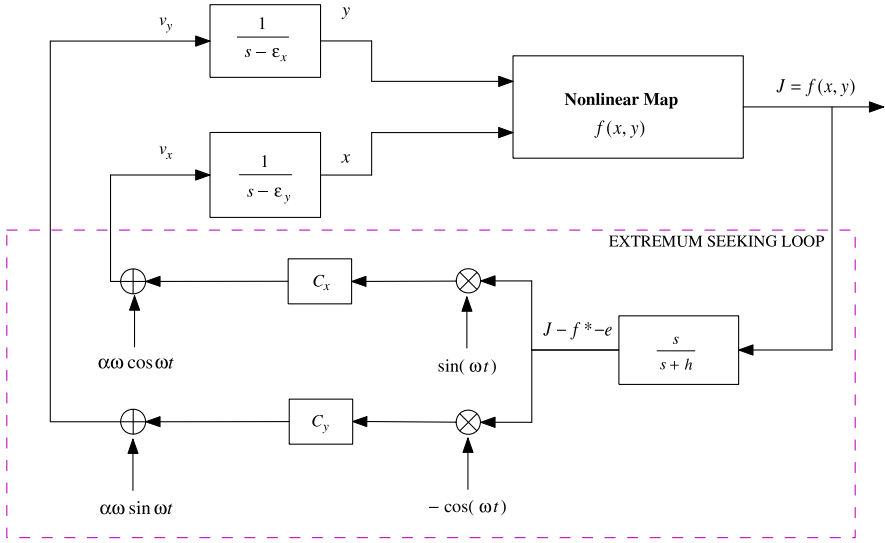 v_y
1
s − ε_x
y
Nonlinear Map
f(x, y)
J = f(x, y)
v_x
1
s − ε_y
x
EXTREMUM SEEKING LOOP
C_x
J − f * − e
s
s + h
αω cos ωt
sin( ωt)
C_y
αω sin ωt
− cos( ωt)